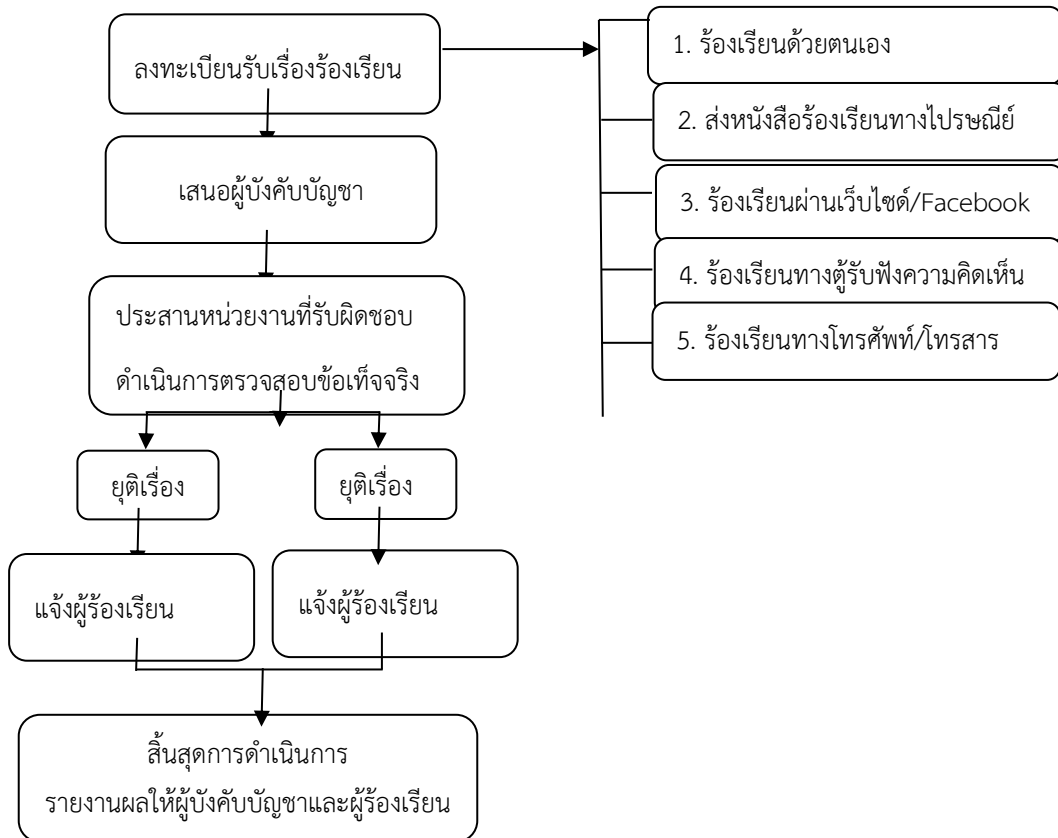 ลงทะเบียนรับเรื่องร้องเรียน
1. ร้องเรียนด้วยตนเอง
2. ส่งหนังสือร้องเรียนทางไปรษณีย์
3. ร้องเรียนผ่านเว็บไซด์/Facebook
4. ร้องเรียนทางตู้รับฟังความคิดเห็น
5. ร้องเรียนทางโทรศัพท์/โทรสาร
เสนอผู้บังคับบัญชา
ประสานหน่วยงานที่รับผิดชอบ
ดำเนินการตรวจสอบข้อเท็จจริง
ยุติเรื่อง
ยุติเรื่อง
แจ้งผู้ร้องเรียน
แจ้งผู้ร้องเรียน
สิ้นสุดการดำเนินการ
รายงานผลให้ผู้บังคับบัญชาและผู้ร้องเรียน